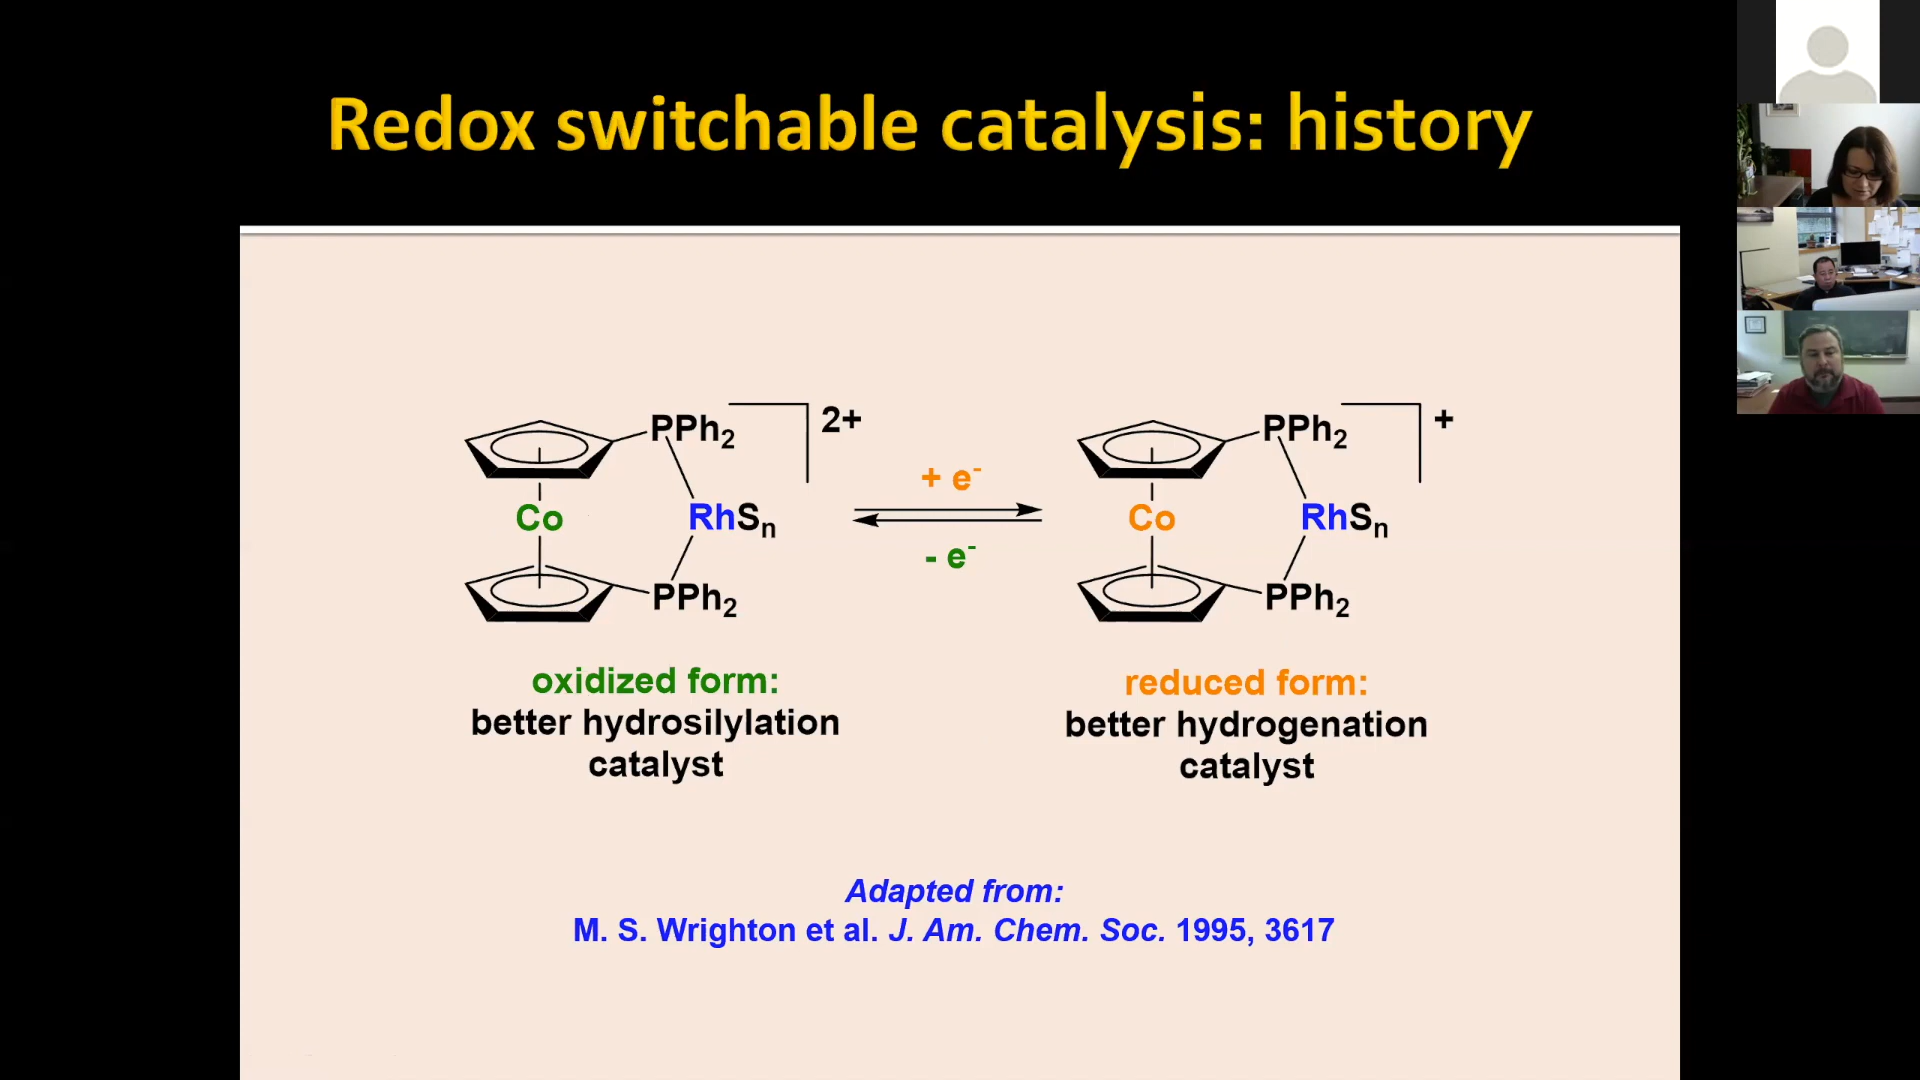 Redox switchable catalysis: history
PPh2
2+
Co
RhSn
PPh2
+ e-
- e-
PPh2
+
Co
RhSn
PPh2
oxidized form:
better hydrosilylation
catalyst
reduced form:
better hydrogenation
catalyst
Adapted from:
M. S. Wrighton et al. J. Am. Chem. Soc. 1995, 3617